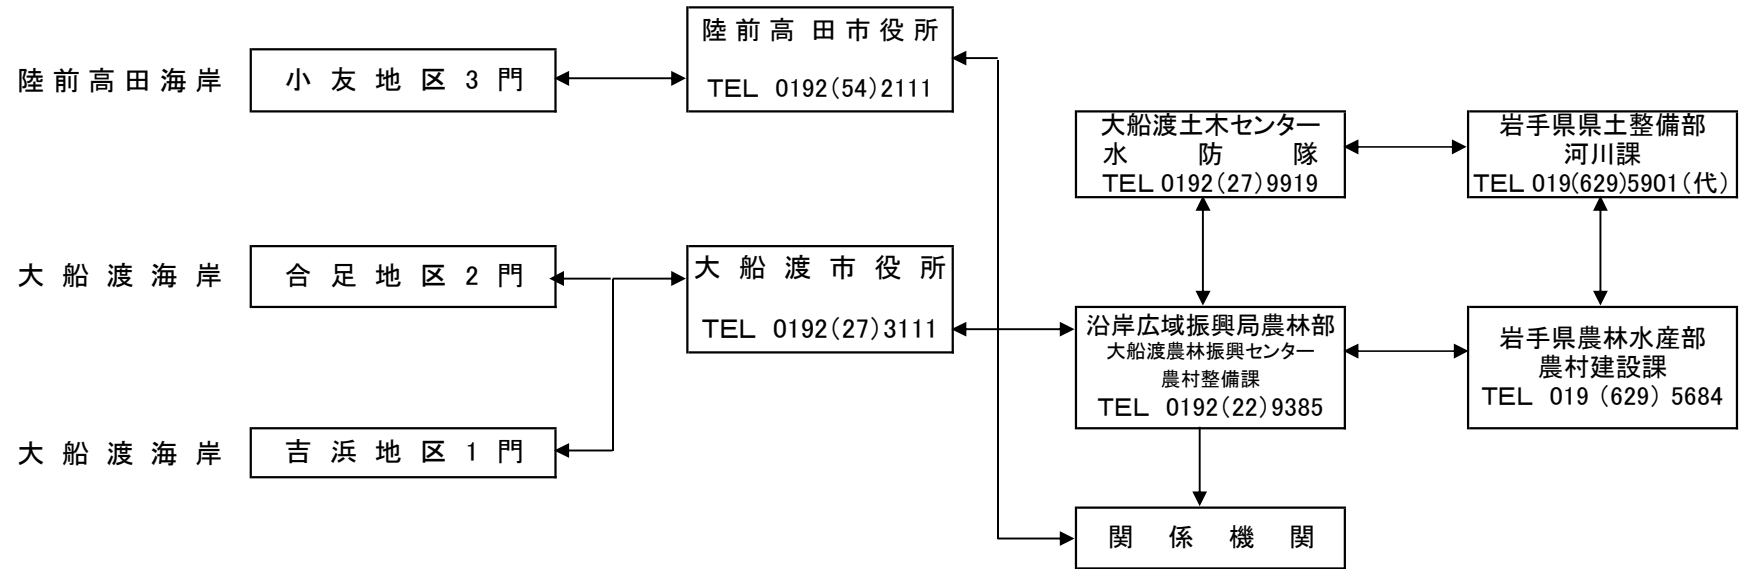 陸前高田海岸
小友地区3門
陸前高田市役所
TEL 0192(54)2111
大船渡土木センター
水防隊
TEL 0192(27)9919
岩手県県土整備部
河川課
TEL 019(629)5901(代)
大船渡海岸
合足地区2門
大船渡市役所
TEL 0192(27)3111
沿岸広域振興局農林部
大船渡農林振興センター
農村整備課
TEL 0192(22)9385
岩手県農林水産部
農村建設課
TEL 019 (629) 5684
大船渡海岸
吉浜地区1門
関係機関